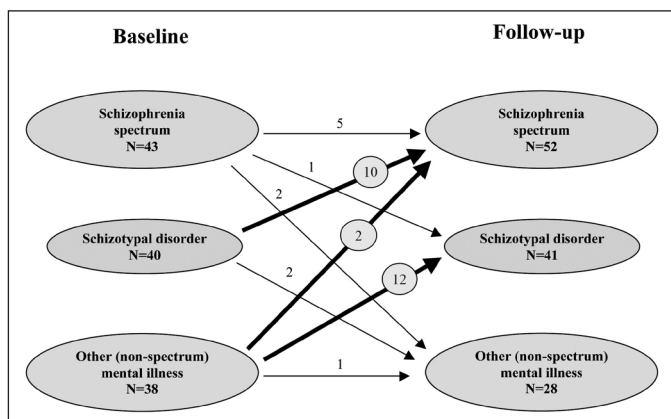 Baseline
Follow-up
Schizophrenia
spectrum
N=43
5
Schizophrenia
spectrum
N=52
1
10
2
Schizotypal disorder
N=40
2
Schizotypal disorder
N=41
2
12
Other (non-spectrum)
mental illness
N=38
1
Other (non-spectrum)
mental illness
N=28